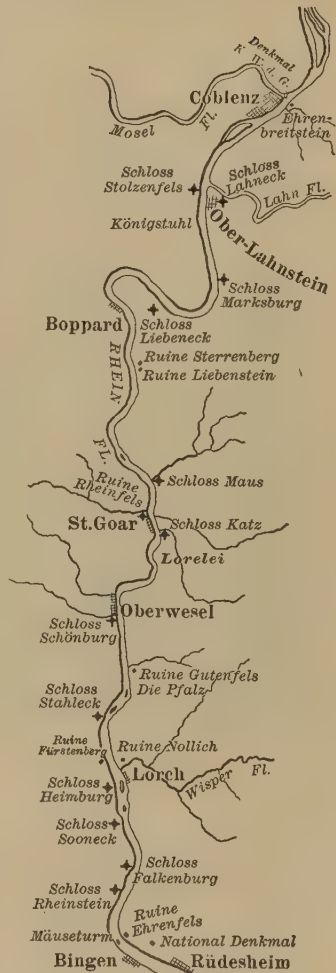 Denkmal
K. W. d. G.
Coblenz
Mosel
Fl.
Ehren-
breitstein
Schloss
Stolzenfels
Schloss
Lahneck
Lahn Fl.
Königstuhl
Ober-Lahnstein
Schloss
Marksburg
Boppard
Schloss
Liebeneck
RHEIN
FL.
Ruine Sterrenberg
Ruine Liebenstein
Ruine
Rheinfels
Schloss Maus
St.Goar
Schloss Katz
Lorelei
Oberwesel
Schloss
Schönburg
Ruine Gutenfels
Die Pfalz
Schloss
Stahleck
Ruine
Fürstenberg
Ruine Nollich
Lorch
Wisper
Fl.
Schloss
Heimburg
Schloss
Sooneck
Schloss
Falkenburg
Schloss
Rheinstein
Ruine
Ehrenfels
Mäuseturm
National Denkmal
Bingen
Rüdesheim